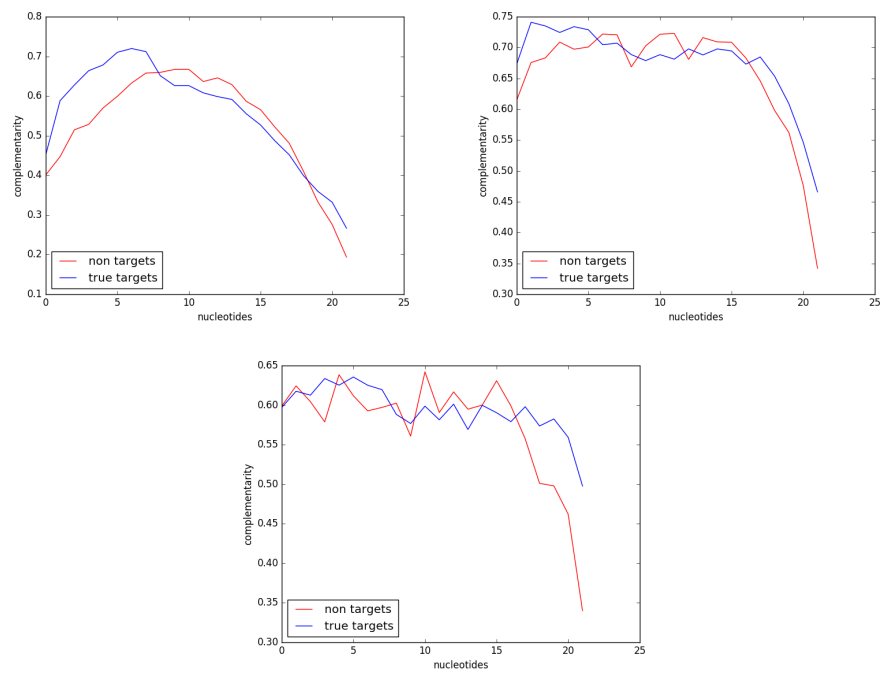 0.8
0.7
0.6
0.5
0.4
0.3
0.2
0.1
complementarity
non targets
true targets
0 5 10 15 20 25
nucleotides
0.75
0.70
0.65
0.60
0.55
0.50
0.45
0.40
0.35
0.30
complementarity
non targets
true targets
0 5 10 15 20 25
nucleotides
0.65
0.60
0.55
0.50
0.45
0.40
0.35
0.30
complementarity
non targets
true targets
0 5 10 15 20 25
nucleotides